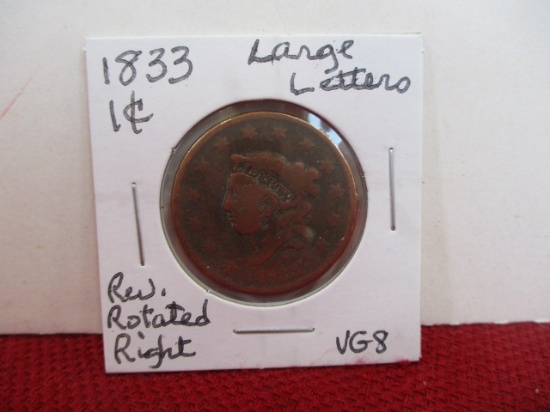 1833
1¢
Large
Letters
LIBERTY
Rev.
Rotated
Right
VG8